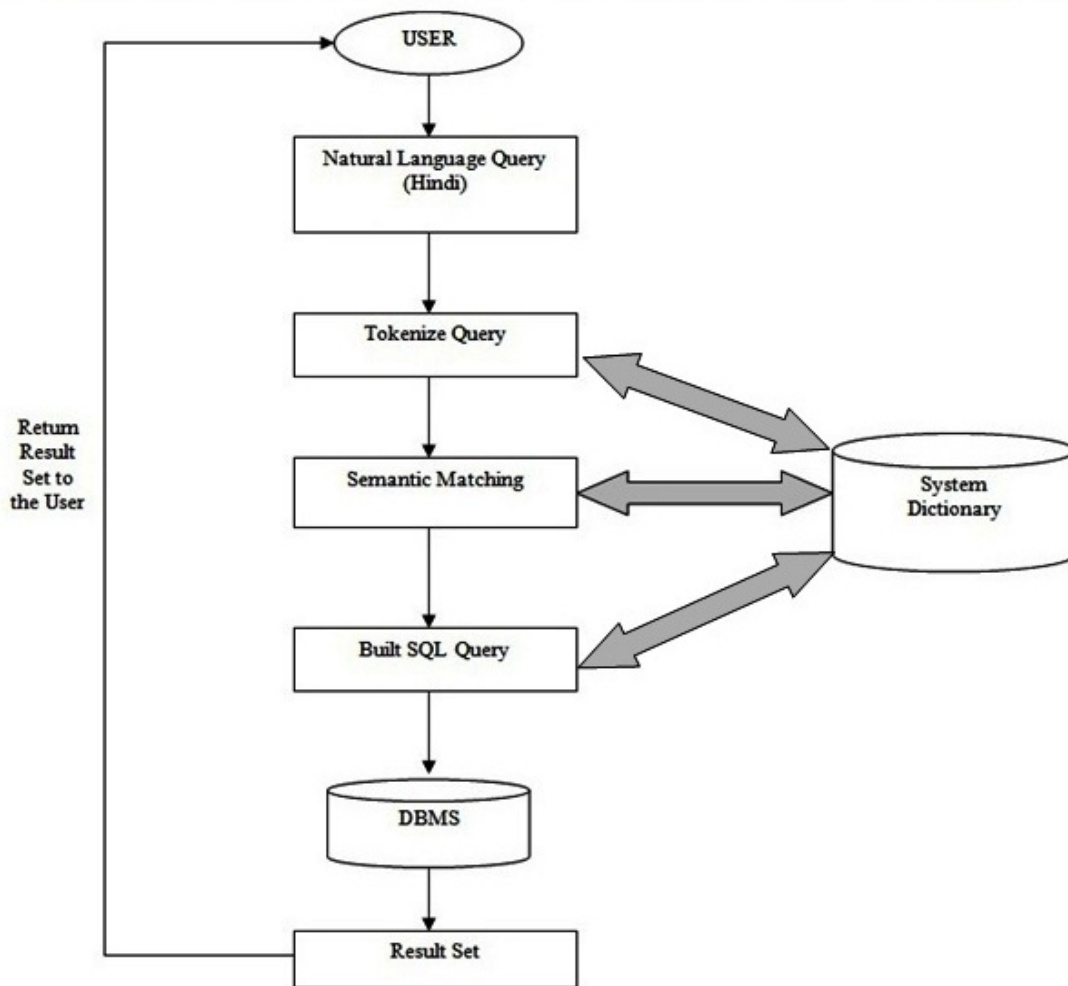 USER
Natural Language Query
(Hindi)
Tokenize Query
Return
Result
Set to
the User
Semantic Matching
System
Dictionary
Built SQL Query
DBMS
Result Set